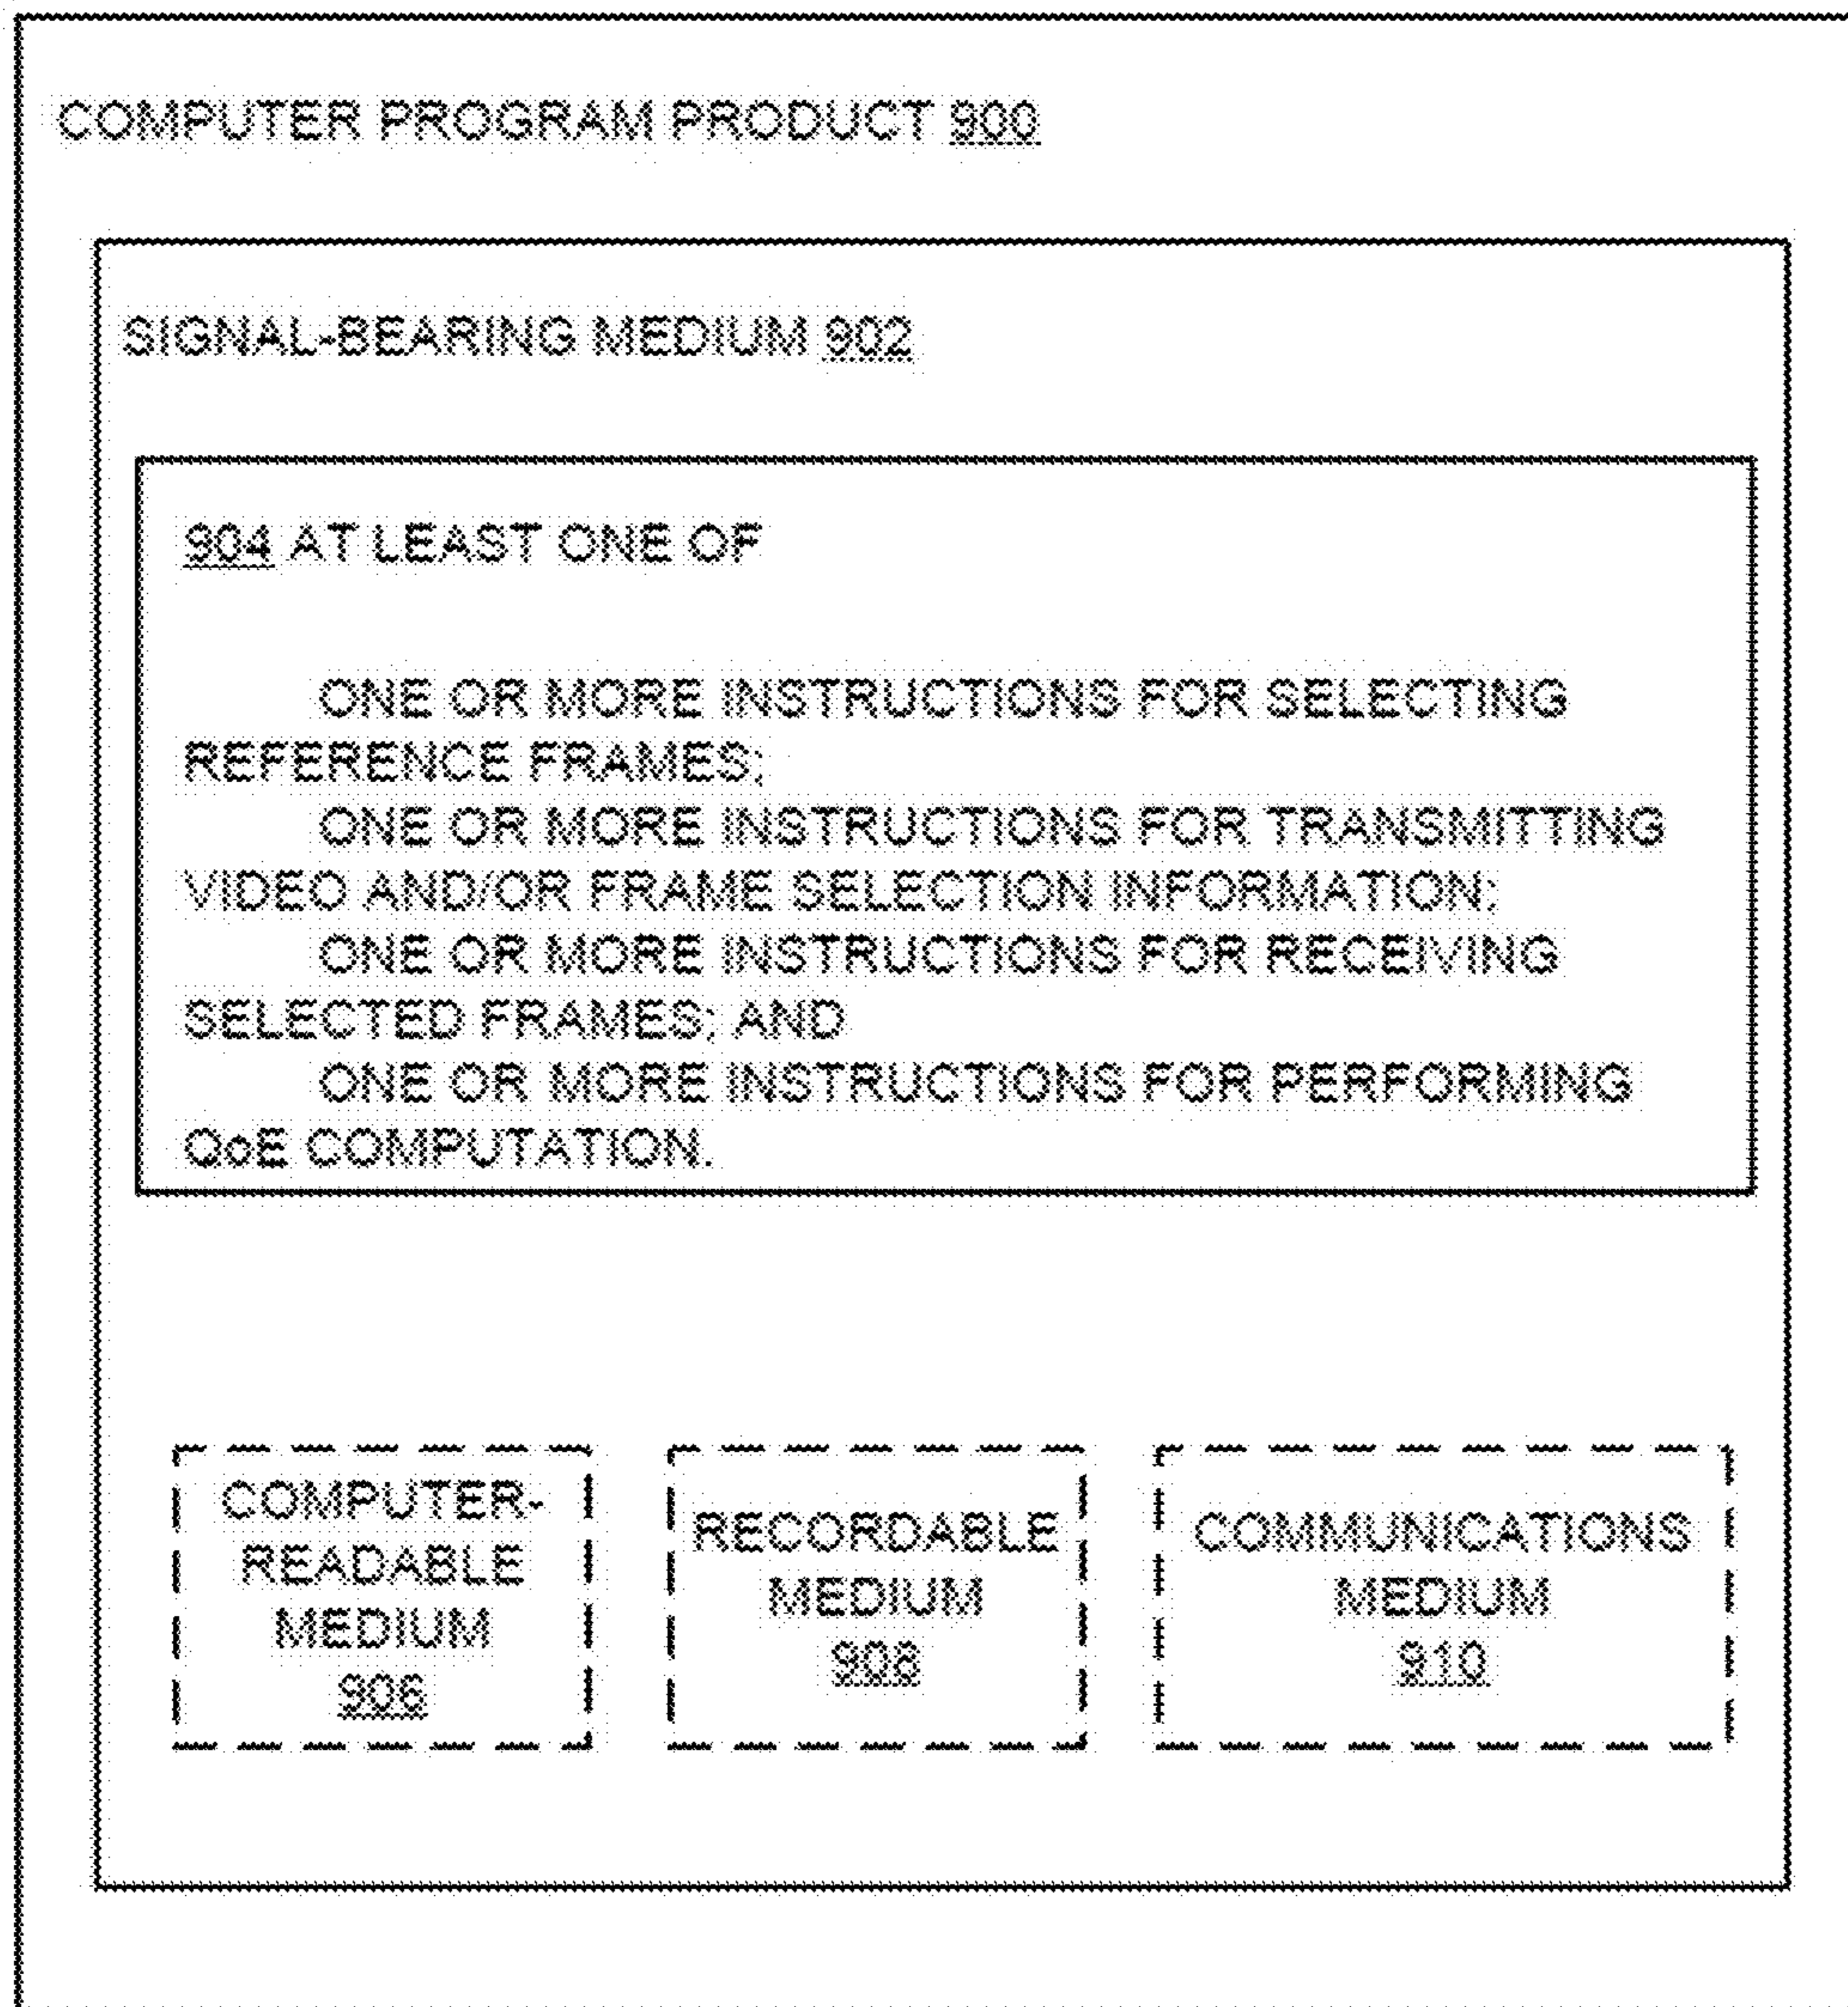 COMPUTER PROGRAM PRODUCT 900
SIGNAL-BEARING MEDIUM 902
904 AT LEAST ONE OF
ONE OR MORE INSTRUCTIONS FOR SELECTING
REFERENCE FRAMES;
ONE OR MORE INSTRUCTIONS FOR TRANSMITTING
VIDEO AND/OR FRAME SELECTION INFORMATION;
ONE OR MORE INSTRUCTIONS FOR RECEIVING
SELECTED FRAMES; AND
ONE OR MORE INSTRUCTIONS FOR PERFORMING
QoE COMPUTATION.
COMPUTER-
READABLE
MEDIUM
906
RECORDABLE
MEDIUM
908
COMMUNICATIONS
MEDIUM
910